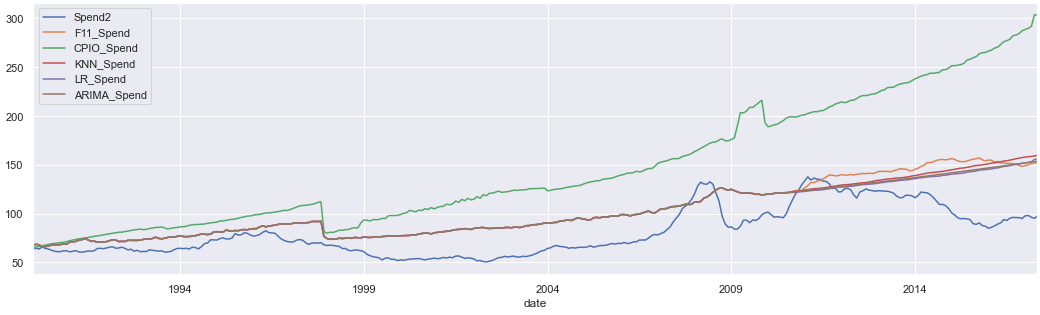 Spend2
F11_Spend
CPIO_Spend
KNN_Spend
LR_Spend
ARIMA_Spend
300
250
200
150
100
50
1994 1999 2004 2009 2014
date